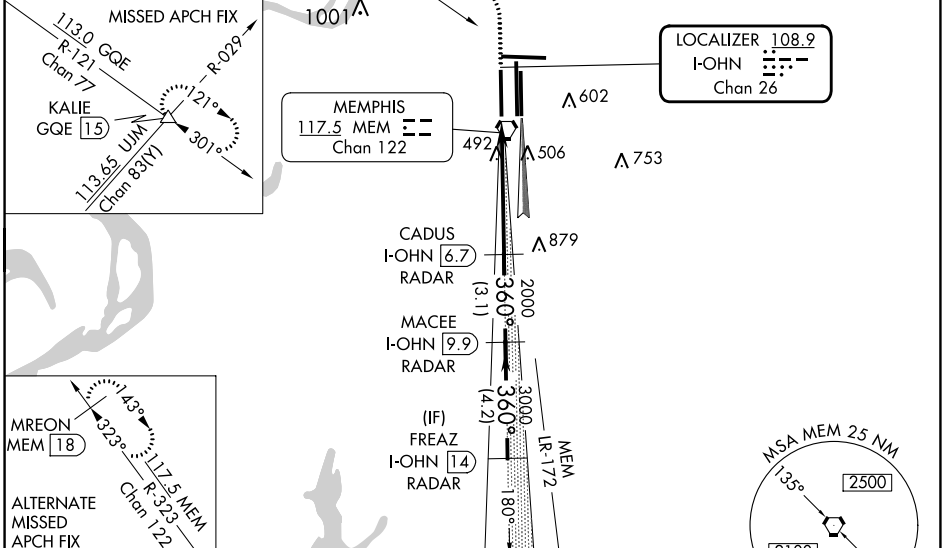 MISSED APCH FIX
113.0 GQE
R-121
Chan 77
R-029
KALIE
GQE 15
121°
301°
113.65 UJM
Chan 83(Y)
1001
LOCALIZER 108.9
I-OHN
Chan 26
MEMPHIS
117.5 MEM
Chan 122
602
492
506
753
879
CADUS
I-OHN 6.7
RADAR
360°
2000
(3.1)
MACEE
I-OHN 9.9
RADAR
360°
3000
(4.2)
(IF)
FREAZ
I-OHN 14
RADAR
180°
MEM
LR-172
MREON
MEM 18
143°
323°
117.5 MEM
R-323
Chan 122
ALTERNATE
MISSED
APCH FIX
MSA MEM 25 NM
135°
2500